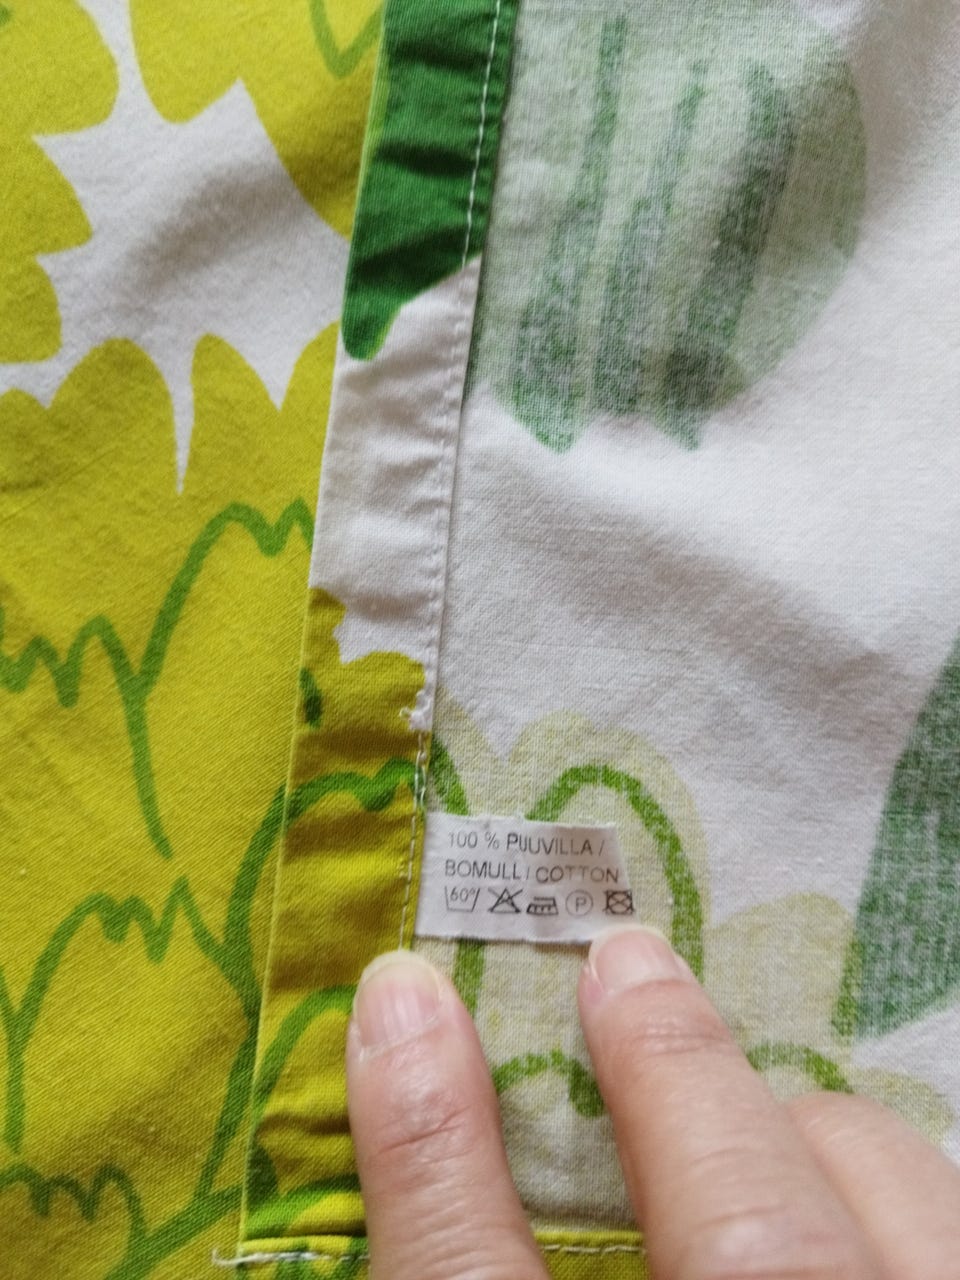 100 % PUUVILLA /
BOMULL / COTTON
60° P